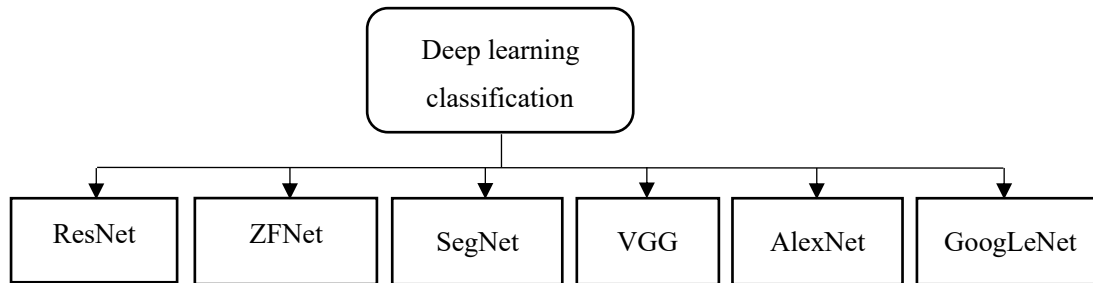 Deep learning
classification
ResNet
ZFNet
SegNet
VGG
AlexNet
GoogLeNet